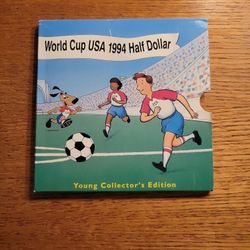 World Cup USA 1994 Half Dollar
Young Collector's Edition